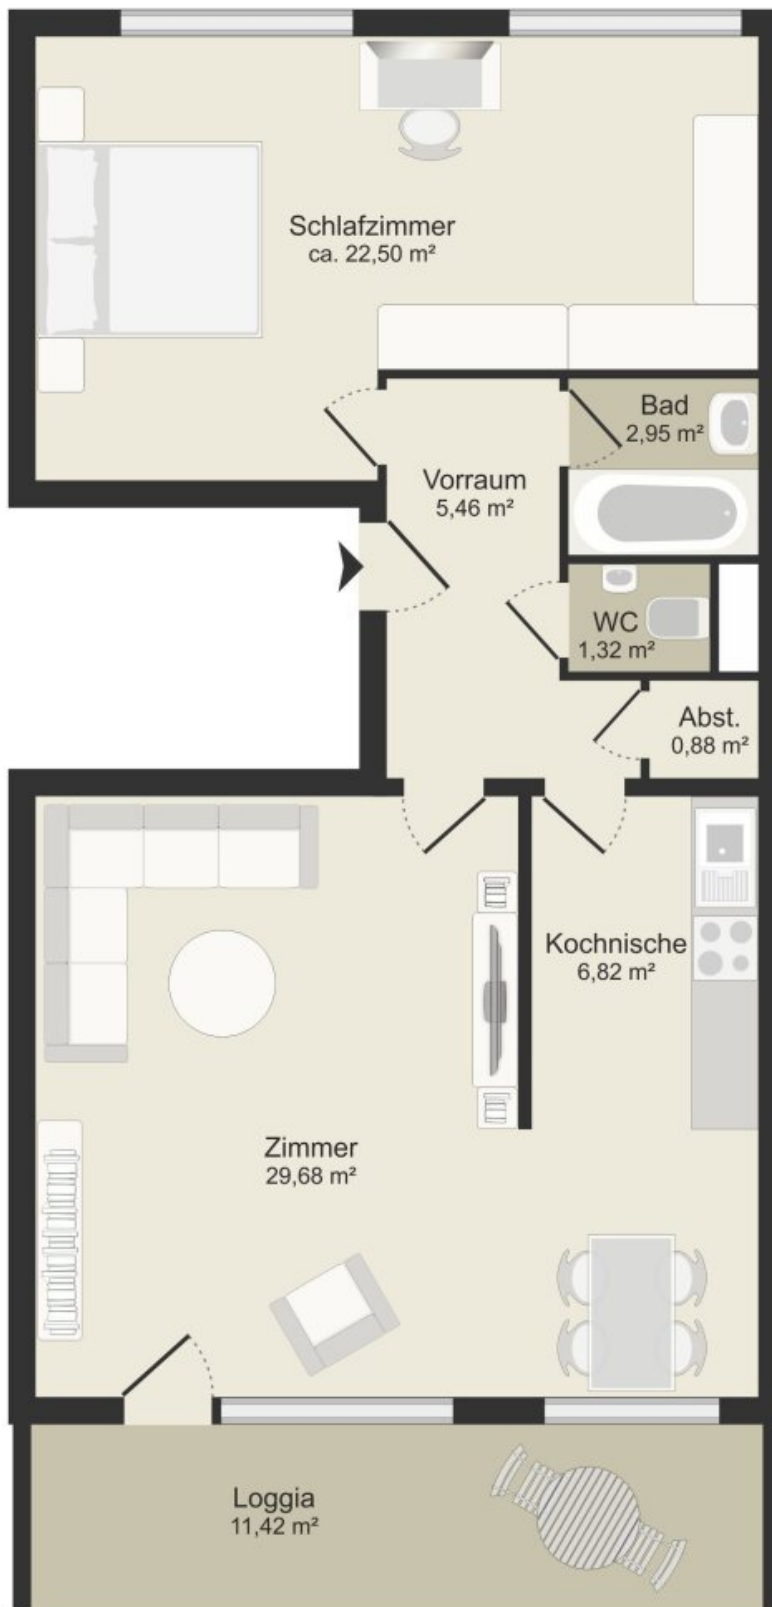 Schlafzimmer
ca. 22,50 m²
Bad
2,95 m²
Vorraum
5,46 m²
WC
1,32 m²
Abst.
0,88 m²
Kochnische
6,82 m²
Zimmer
29,68 m²
Loggia
11,42 m²